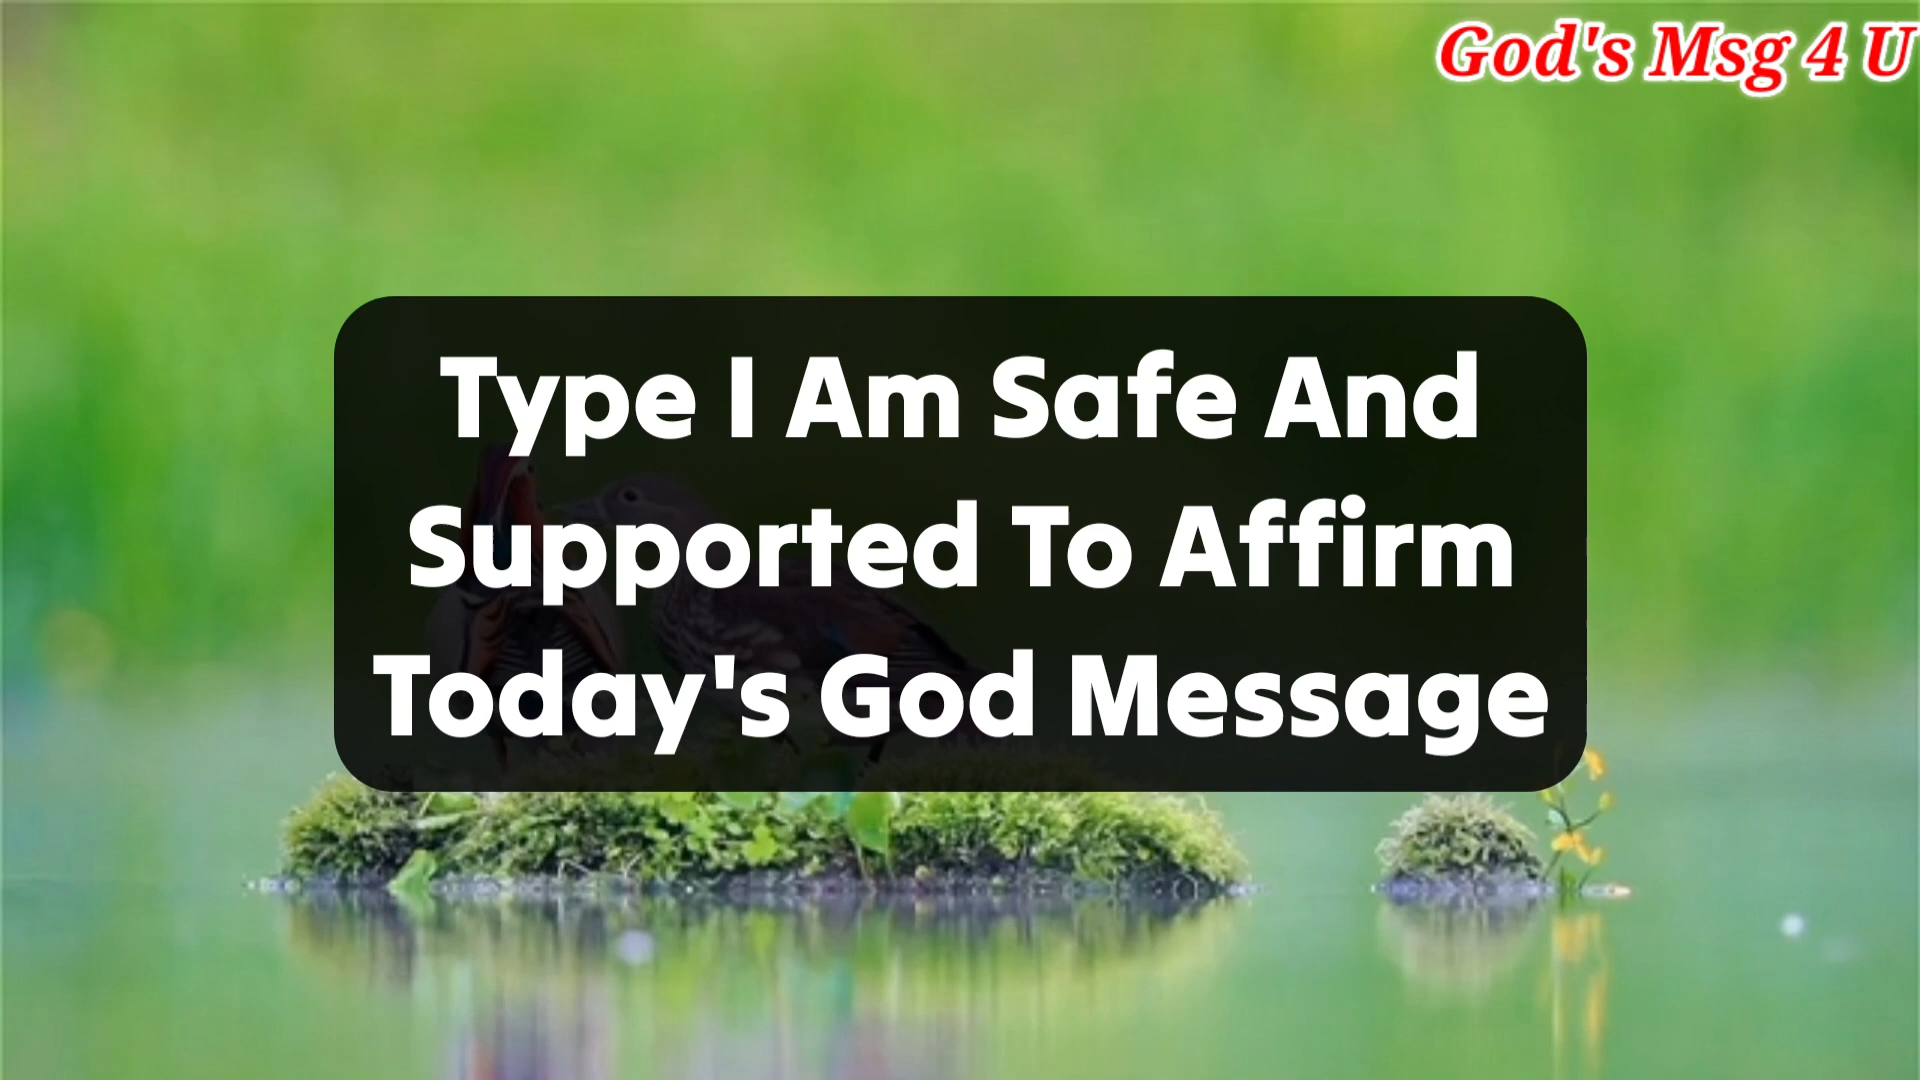 God's Msg 4 U
Type I Am Safe And
Supported To Affirm
Today's God Message